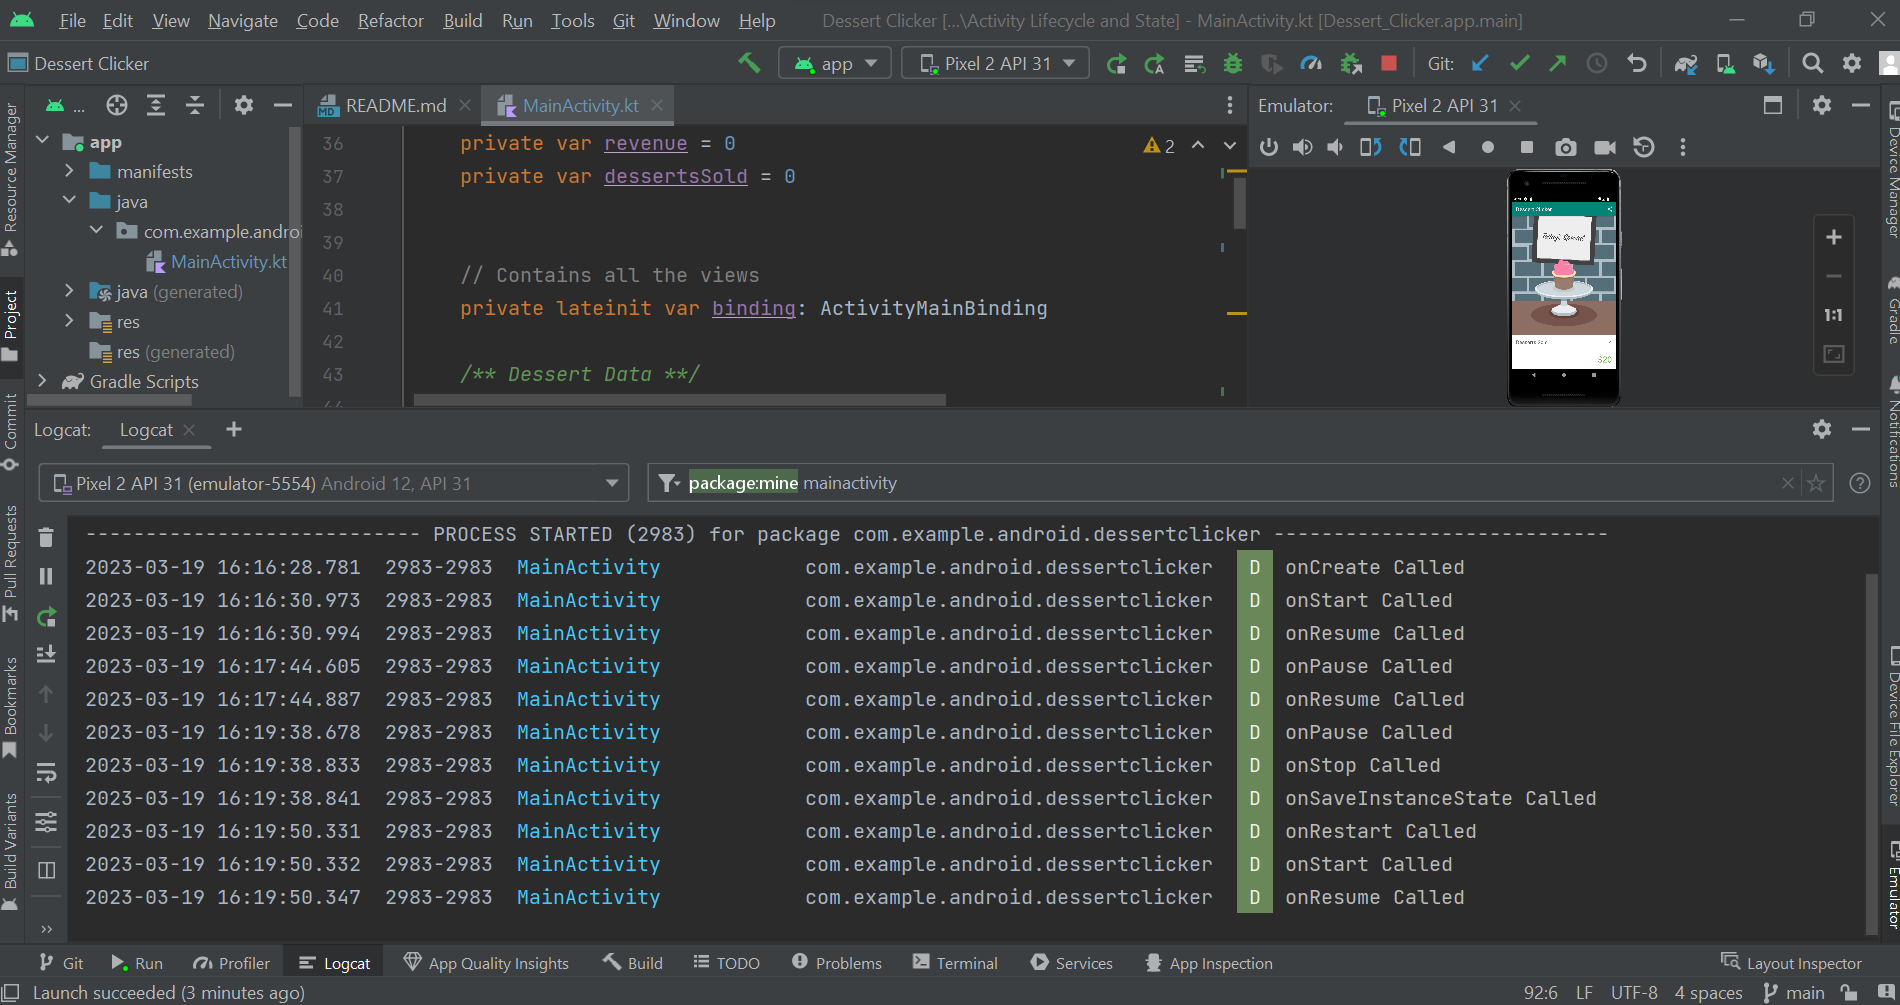 File Edit View Navigate Code Refactor Build Run Tools Git Window Help Dessert Clicker [...\Activity Lifecycle and State] - MainActivity.kt [Dessert_Clicker.app.main]
Dessert Clicker app Pixel 2 API 31 Git:
... README.md MainActivity.kt Emulator: Pixel 2 API 31
Resource Manager
Project
Commit
Pull Requests
Bookmarks
Build Variants
app
manifests
java
com.example.androi
MainActivity.kt
java (generated)
res
res (generated)
Gradle Scripts
36 private var revenue = 0
37 private var dessertsSold = 0
38
39
40 // Contains all the views
41 private lateinit var binding: ActivityMainBinding
42
43 /** Dessert Data **/
2
Dessert Clicker
Today's Special
$20
1:1
Device Manager
Gradle
Notifications
Device File Explorer
Emulator
Logcat: Logcat
Pixel 2 API 31 (emulator-5554) Android 12, API 31 package:mine mainactivity
---------------------------- PROCESS STARTED (2983) for package com.example.android.dessertclicker ----------------------------
2023-03-19 16:16:28.781 2983-2983 MainActivity com.example.android.dessertclicker D onCreate Called
2023-03-19 16:16:30.973 2983-2983 MainActivity com.example.android.dessertclicker D onStart Called
2023-03-19 16:16:30.994 2983-2983 MainActivity com.example.android.dessertclicker D onResume Called
2023-03-19 16:17:44.605 2983-2983 MainActivity com.example.android.dessertclicker D onPause Called
2023-03-19 16:17:44.887 2983-2983 MainActivity com.example.android.dessertclicker D onResume Called
2023-03-19 16:19:38.678 2983-2983 MainActivity com.example.android.dessertclicker D onPause Called
2023-03-19 16:19:38.833 2983-2983 MainActivity com.example.android.dessertclicker D onStop Called
2023-03-19 16:19:38.841 2983-2983 MainActivity com.example.android.dessertclicker D onSaveInstanceState Called
2023-03-19 16:19:50.331 2983-2983 MainActivity com.example.android.dessertclicker D onRestart Called
2023-03-19 16:19:50.332 2983-2983 MainActivity com.example.android.dessertclicker D onStart Called
2023-03-19 16:19:50.347 2983-2983 MainActivity com.example.android.dessertclicker D onResume Called
Git Run Profiler Logcat App Quality Insights Build TODO Problems Terminal Services App Inspection Layout Inspector
Launch succeeded (3 minutes ago) 92:6 LF UTF-8 4 spaces main